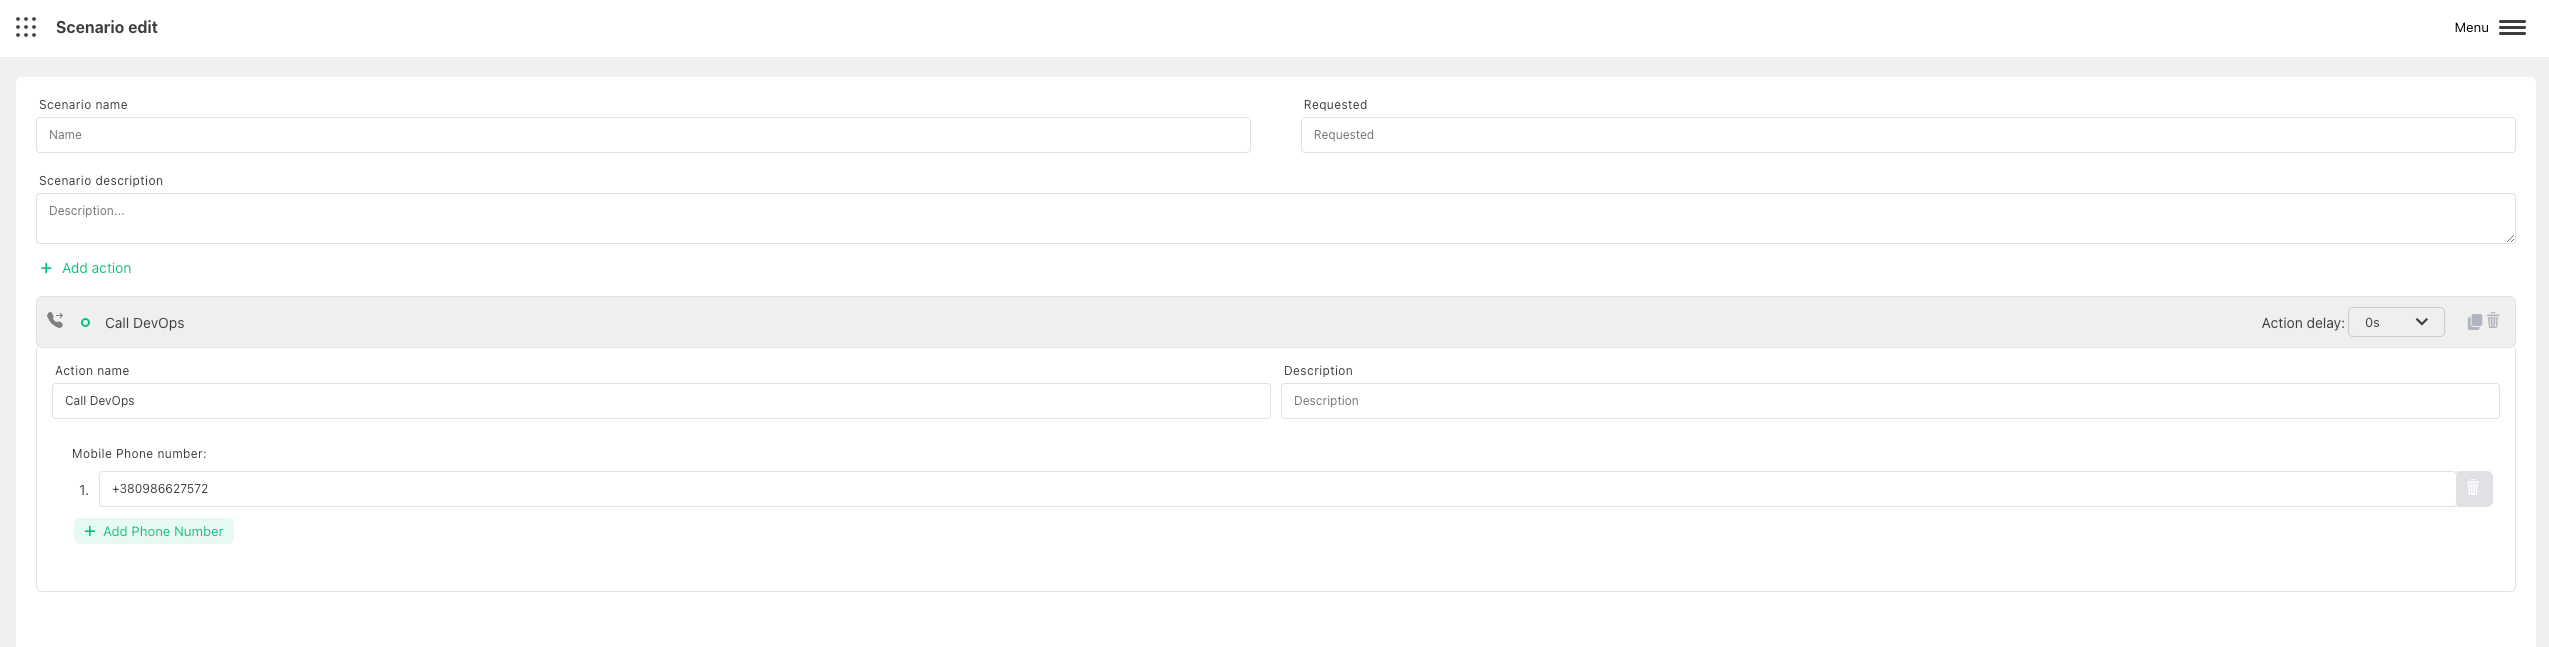 Scenario edit
Menu
Scenario name
Requested
Name
Requested
Scenario description
Description...
+ Add action
Call DevOps
Action delay: 0s
Action name
Description
Call DevOps
Description
Mobile Phone number:
1. +380986627572
+ Add Phone Number